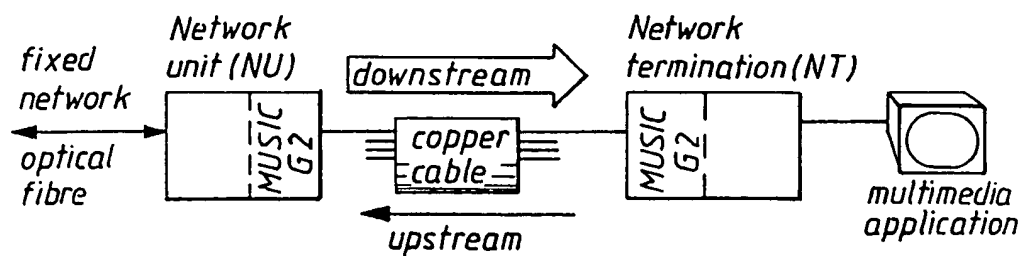 fixed
network
optical
fibre
Network
unit (NU)
MUSIC
G2
downstream
copper
cable
upstream
Network
termination (NT)
MUSIC
G2
multimedia
application